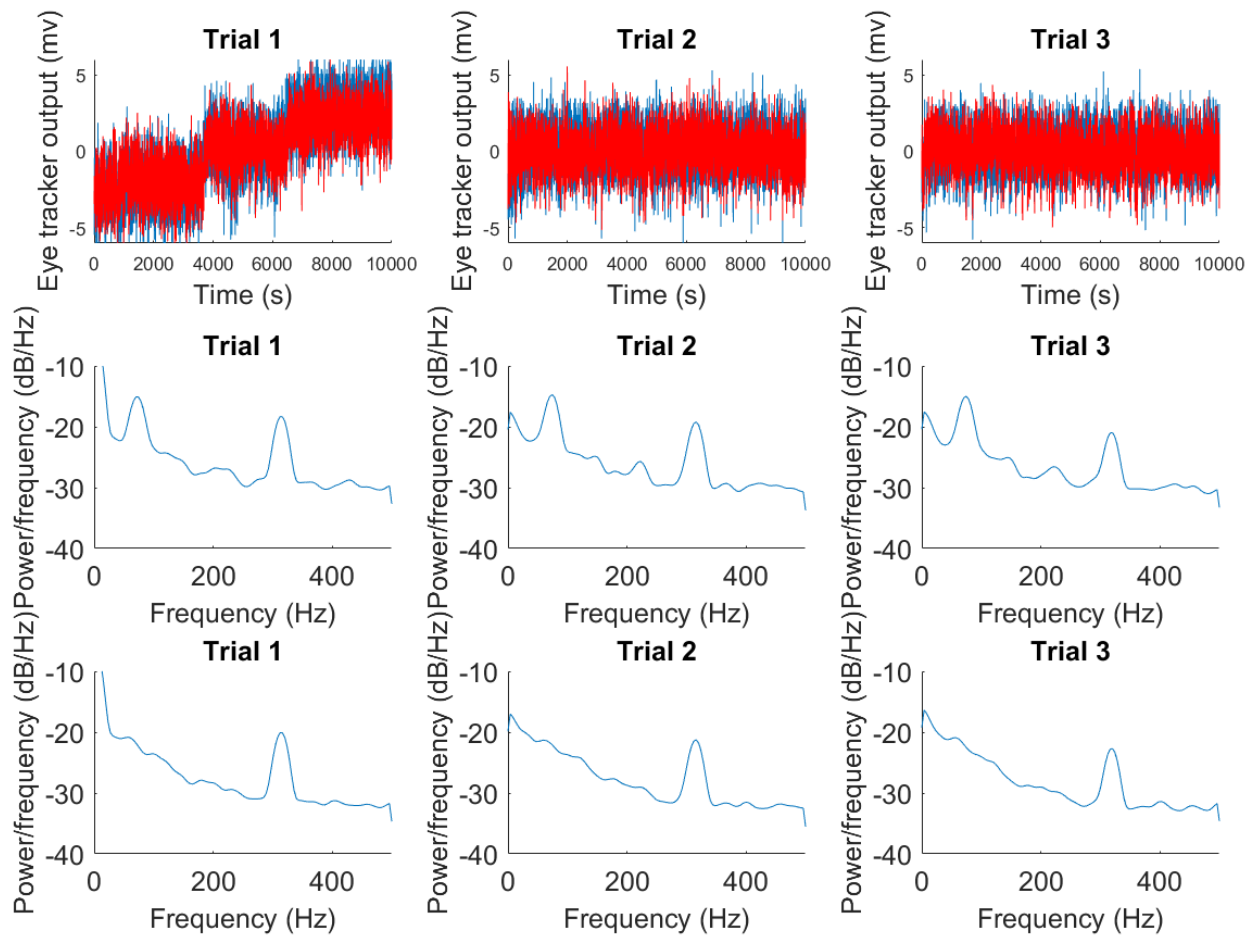 Trial 1
Eye tracker output (mv)
5
0
-5
0 2000 4000 6000 8000 10000
Time (s)
Trial 2
Eye tracker output (mv)
5
0
-5
0 2000 4000 6000 8000 10000
Time (s)
Trial 3
Eye tracker output (mv)
5
0
-5
0 2000 4000 6000 8000 10000
Time (s)
Trial 1
Power/frequency (dB/Hz)
-10
-20
-30
-40
0 200 400
Frequency (Hz)
Trial 2
Power/frequency (dB/Hz)
-10
-20
-30
-40
0 200 400
Frequency (Hz)
Trial 3
Power/frequency (dB/Hz)
-10
-20
-30
-40
0 200 400
Frequency (Hz)
Trial 1
Power/frequency (dB/Hz)
-10
-20
-30
-40
0 200 400
Frequency (Hz)
Trial 2
Power/frequency (dB/Hz)
-10
-20
-30
-40
0 200 400
Frequency (Hz)
Trial 3
Power/frequency (dB/Hz)
-10
-20
-30
-40
0 200 400
Frequency (Hz)